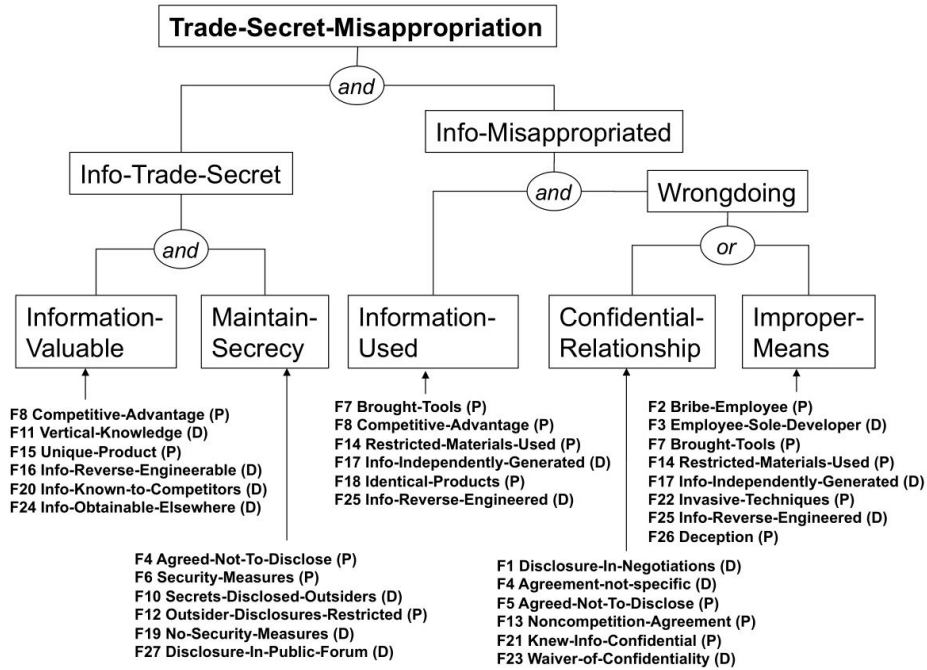 Trade-Secret-Misappropriation
and
Info-Misappropriated
Info-Trade-Secret
and
Wrongdoing
and
or
Information-
Valuable
Maintain-
Secrecy
Information-
Used
Confidential-
Relationship
Improper-
Means
F8 Competitive-Advantage (P)
F11 Vertical-Knowledge (D)
F15 Unique-Product (P)
F16 Info-Reverse-Engineerable (D)
F20 Info-Known-to-Competitors (D)
F24 Info-Obtainable-Elsewhere (D)
F4 Agreed-Not-To-Disclose (P)
F6 Security-Measures (P)
F10 Secrets-Disclosed-Outsiders (D)
F12 Outsider-Disclosures-Restricted (P)
F19 No-Security-Measures (D)
F27 Disclosure-In-Public-Forum (D)
F7 Brought-Tools (P)
F8 Competitive-Advantage (P)
F14 Restricted-Materials-Used (P)
F17 Info-Independently-Generated (D)
F18 Identical-Products (P)
F25 Info-Reverse-Engineered (D)
F1 Disclosure-In-Negotiations (D)
F4 Agreement-not-specific (D)
F5 Agreed-Not-To-Disclose (P)
F13 Noncompetition-Agreement (P)
F21 Knew-Info-Confidential (P)
F23 Waiver-of-Confidentiality (D)
F2 Bribe-Employee (P)
F3 Employee-Sole-Developer (D)
F7 Brought-Tools (P)
F14 Restricted-Materials-Used (P)
F17 Info-Independently-Generated (D)
F22 Invasive-Techniques (P)
F25 Info-Reverse-Engineered (D)
F26 Deception (P)